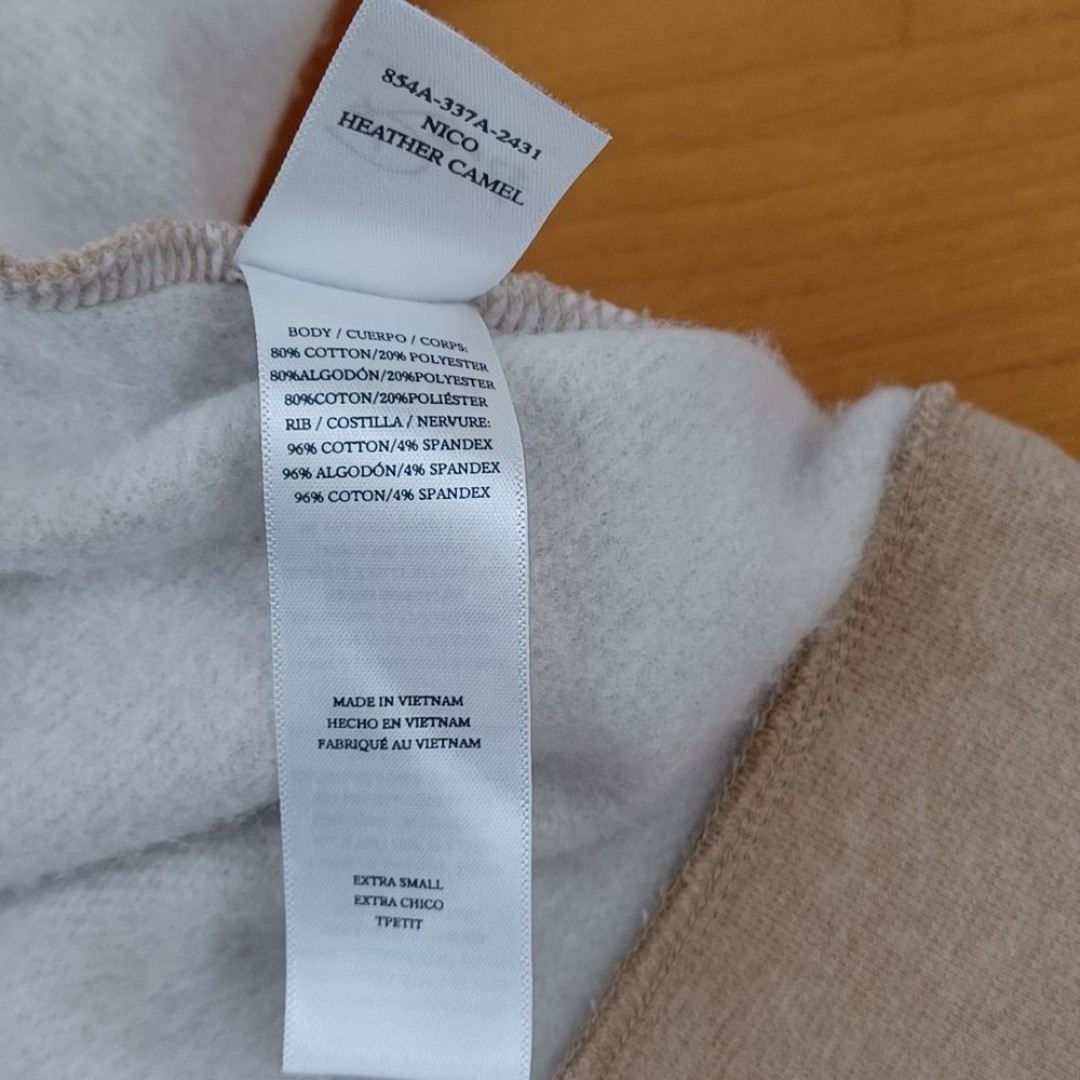 854A-337A-2431
NICO
HEATHER CAMEL
BODY / CUERPO / CORPS:
80% COTTON/20% POLYESTER
80%ALGODÓN/20%POLYESTER
80%COTON/20%POLIÉSTER
RIB / COSTILLA / NERVURE:
96% COTTON/4% SPANDEX
96% ALGODÓN/4% SPANDEX
96% COTON/4% SPANDEX
MADE IN VIETNAM
HECHO EN VIETNAM
FABRIQUÉ AU VIETNAM
EXTRA SMALL
EXTRA CHICO
TPETIT